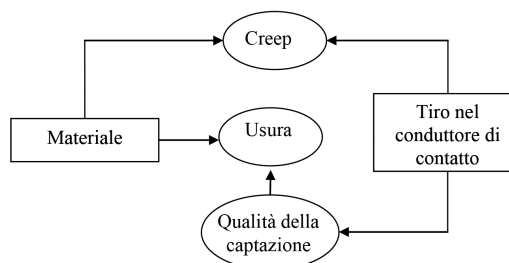 Creep
Materiale
Usura
Tiro nel
conduttore di
contatto
Qualità della
captazione